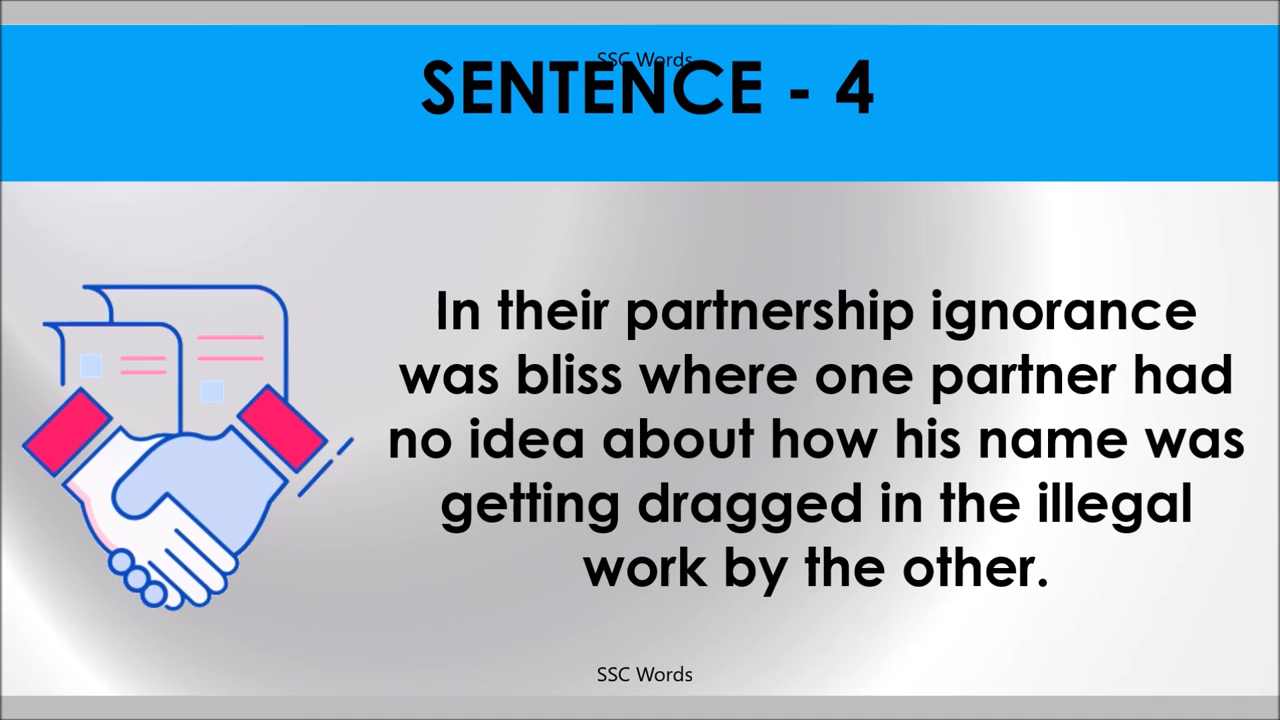 SSC Words
SENTENCE - 4
In their partnership ignorance
was bliss where one partner had
no idea about how his name was
getting dragged in the illegal
work by the other.
SSC Words